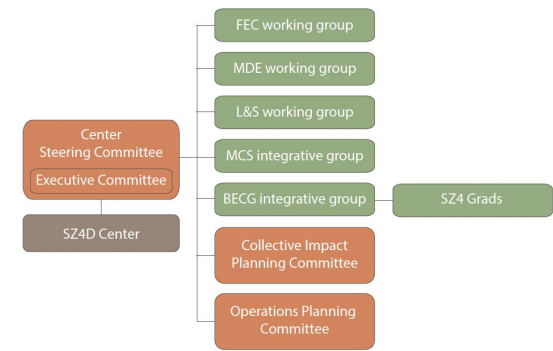 FEC working group
MDE working group
L&S working group
Center
Steering Committee
Executive Committee
MCS integrative group
BECG integrative group
SZ4 Grads
SZ4D Center
Collective Impact
Planning Committee
Operations Planning
Committee